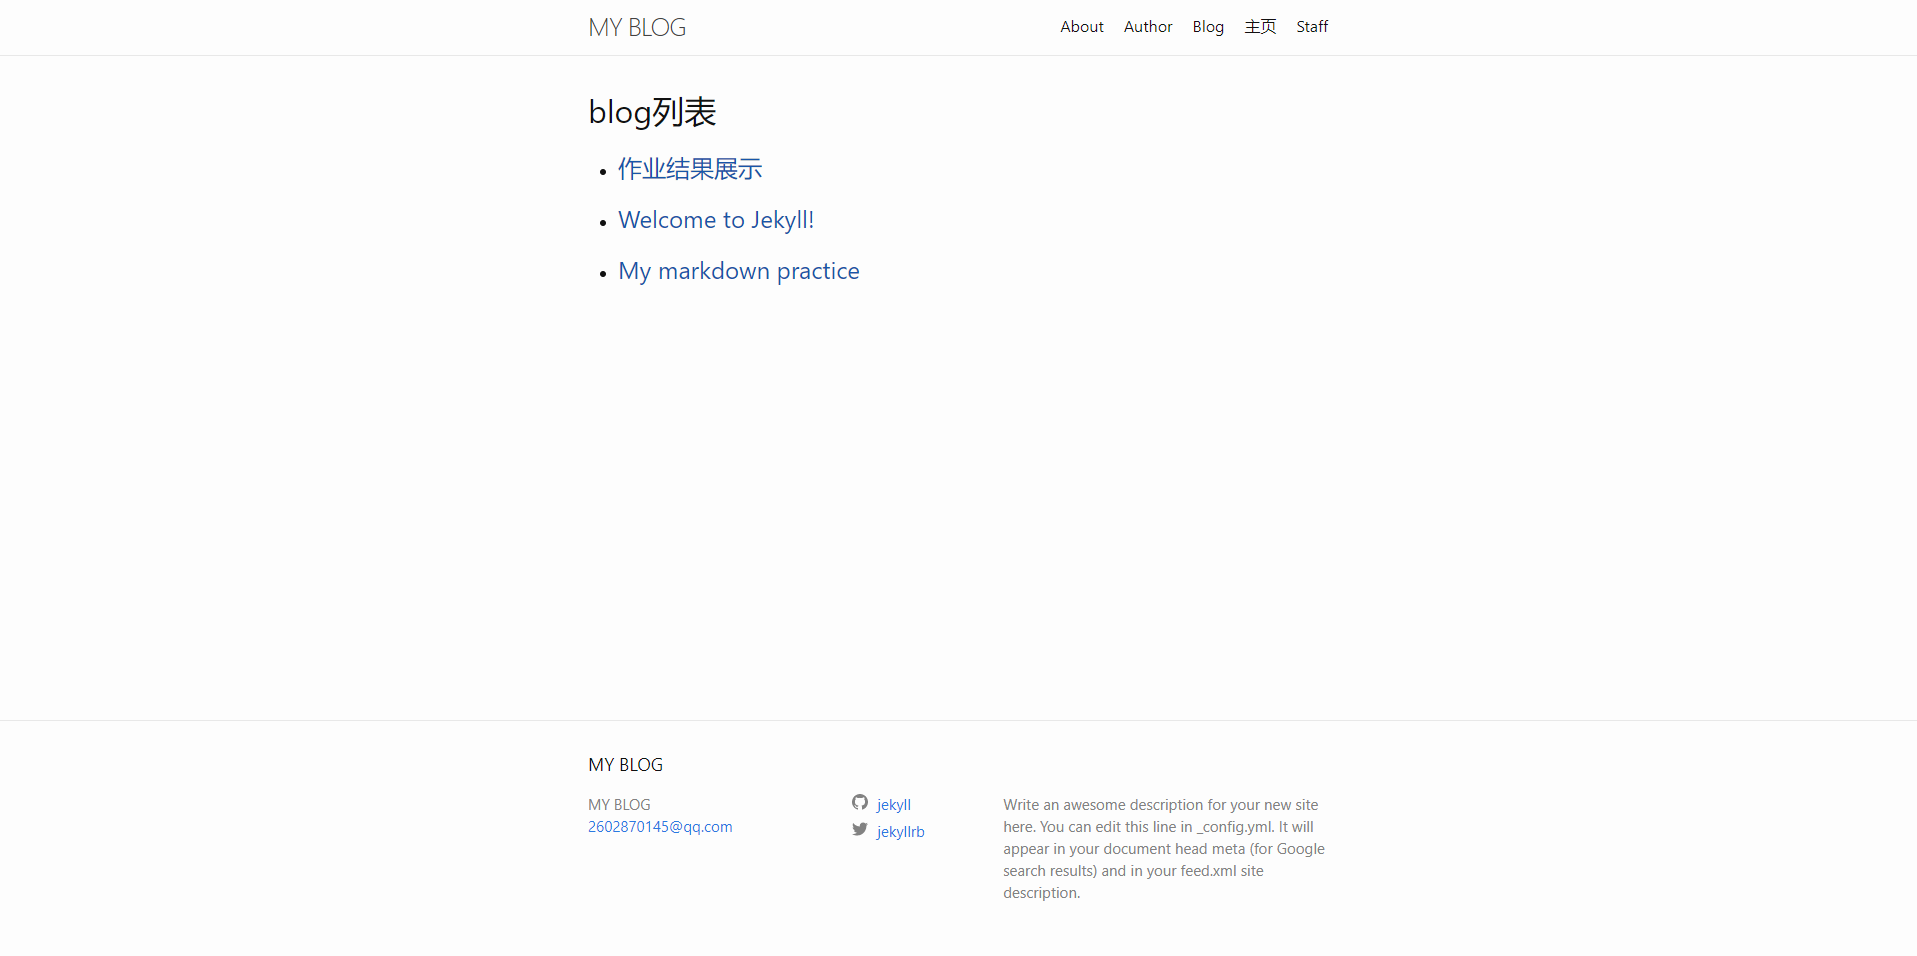 MY BLOG
About Author Blog 主页 Staff
blog列表
作业结果展示
Welcome to Jekyll!
My markdown practice
MY BLOG
MY BLOG
2602870145@qq.com
jekyll
jekyllrb
Write an awesome description for your new site
here. You can edit this line in _config.yml. It will
appear in your document head meta (for Google
search results) and in your feed.xml site
description.